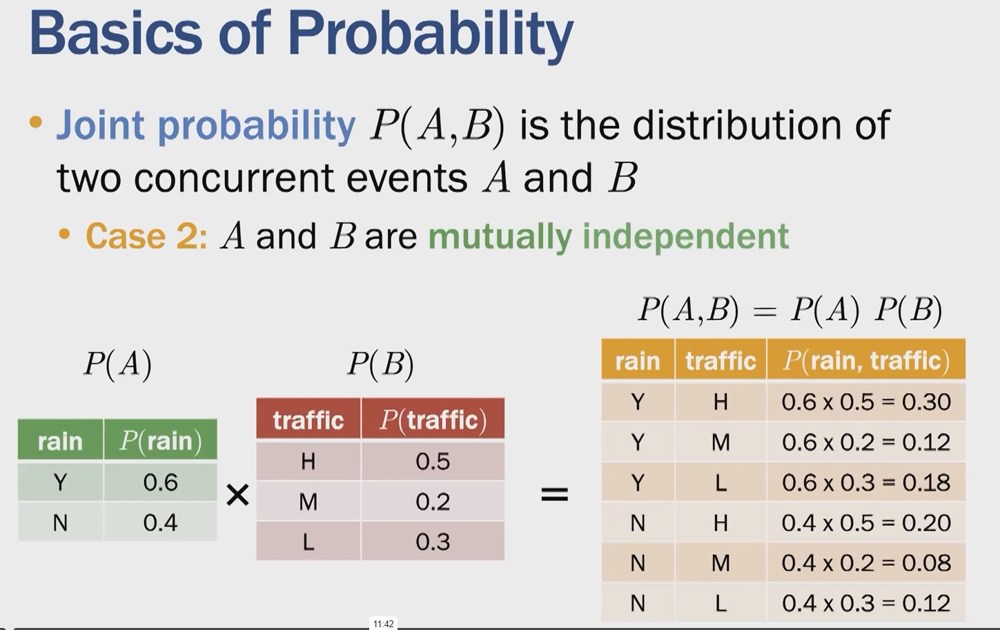 Basics of Probability
• Joint probability P(A,B) is the distribution of
two concurrent events A and B
• Case 2: A and B are mutually independent
P(A)
rain P(rain)
Y 0.6
N 0.4
×
P(B)
traffic P(traffic)
H 0.5
M 0.2
L 0.3
=
P(A,B) = P(A) P(B)
rain traffic P(rain, traffic)
Y H 0.6 x 0.5 = 0.30
Y M 0.6 x 0.2 = 0.12
Y L 0.6 x 0.3 = 0.18
N H 0.4 x 0.5 = 0.20
N M 0.4 x 0.2 = 0.08
N L 0.4 x 0.3 = 0.12
11:42